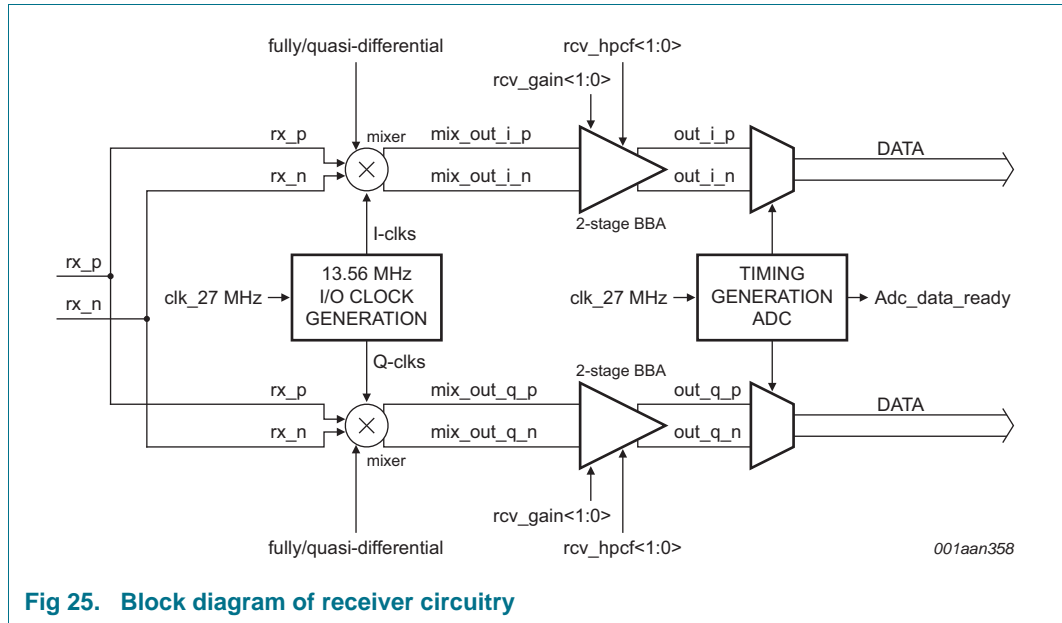 fully/quasi-differential
rcv_hpcf<1:0>
rcv_gain<1:0>
rx_p
mixer
mix_out_i_p
out_i_p
DATA
rx_n
mix_out_i_n
out_i_n
2-stage BBA
I-clks
rx_p
rx_n
clk_27 MHz
13.56 MHz
I/O CLOCK
GENERATION
clk_27 MHz
TIMING
GENERATION
ADC
Adc_data_ready
Q-clks
2-stage BBA
rx_p
mix_out_q_p
out_q_p
DATA
rx_n
mix_out_q_n
out_q_n
mixer
rcv_gain<1:0>
fully/quasi-differential
rcv_hpcf<1:0>
001aan358
Fig 25. Block diagram of receiver circuitry